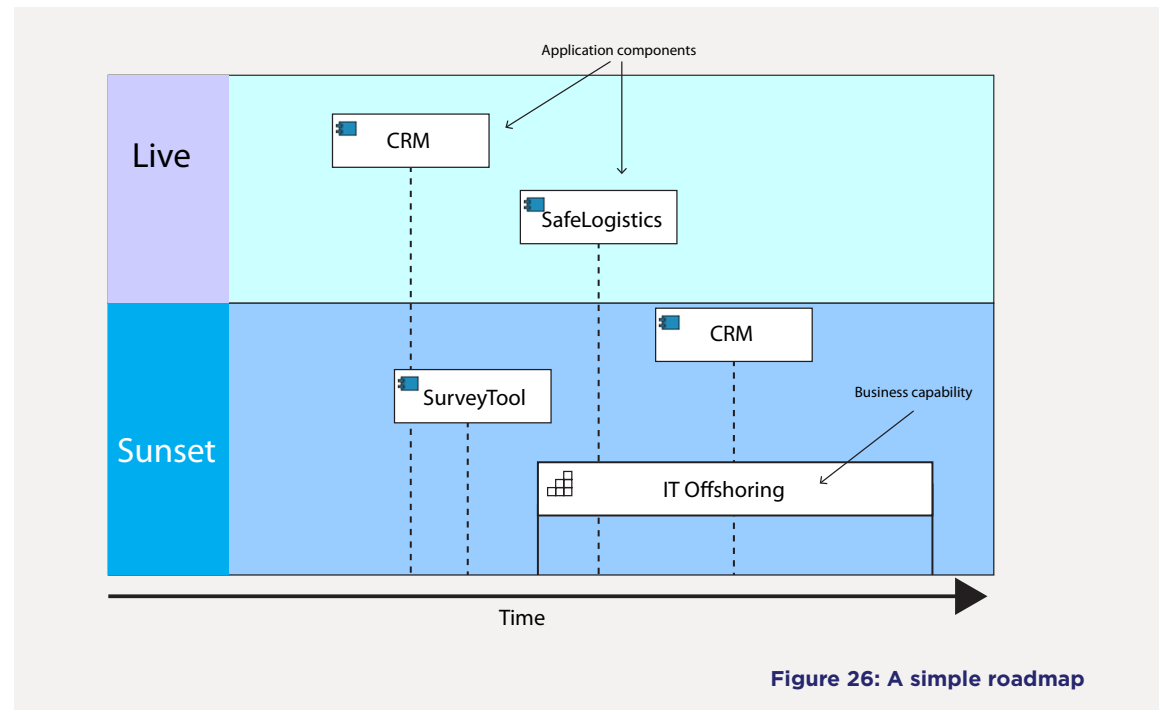 Application components
Live
CRM
SafeLogistics
CRM
SurveyTool
Business capability
Sunset
IT Offshoring
Time
Figure 26: A simple roadmap